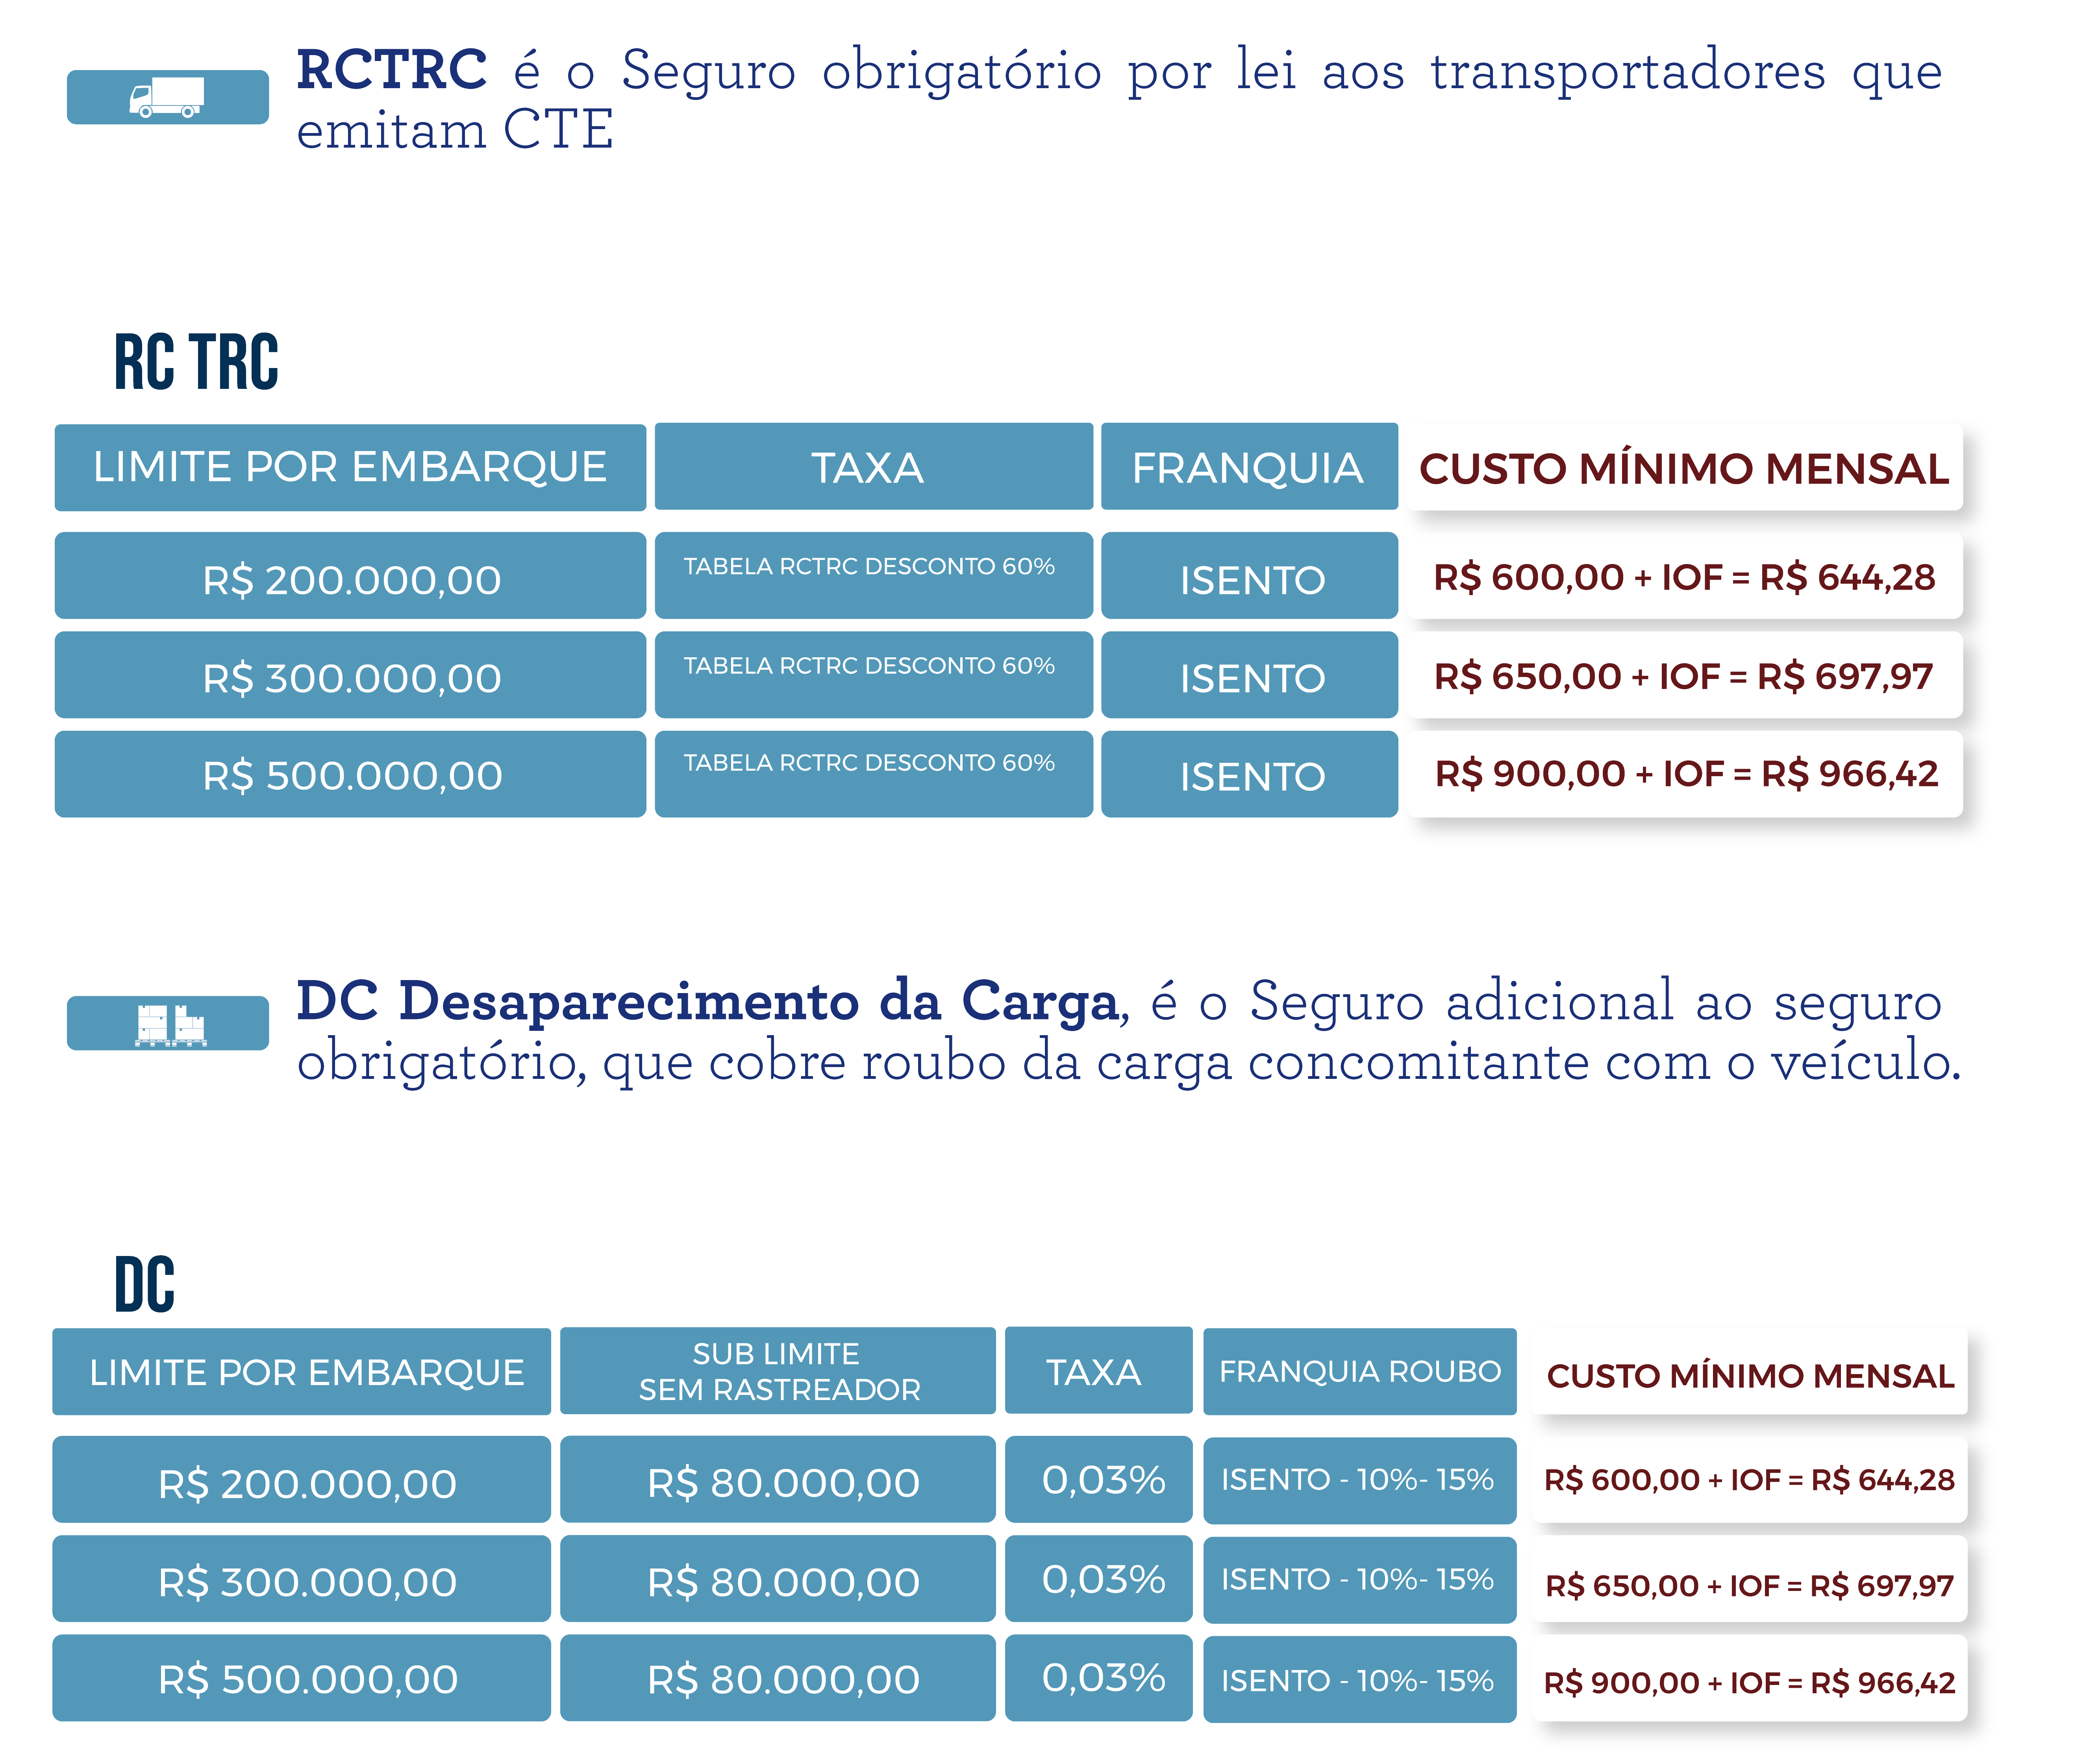 RCTRC é o Seguro obrigatório por lei aos transportadores que
emitam CTE
RC TRC
LIMITE POR EMBARQUE TAXA FRANQUIA CUSTO MÍNIMO MENSAL
R$ 200.000,00 TABELA RCTRC DESCONTO 60% ISENTO R$ 600,00 + IOF = R$ 644,28
R$ 300.000,00 TABELA RCTRC DESCONTO 60% ISENTO R$ 650,00 + IOF = R$ 697,97
R$ 500.000,00 TABELA RCTRC DESCONTO 60% ISENTO R$ 900,00 + IOF = R$ 966,42
DC Desaparecimento da Carga, é o Seguro adicional ao seguro
obrigatório, que cobre roubo da carga concomitante com o veículo.
DC
LIMITE POR EMBARQUE SUB LIMITE
SEM RASTREADOR TAXA FRANQUIA ROUBO CUSTO MÍNIMO MENSAL
R$ 200.000,00 R$ 80.000,00 0,03% ISENTO - 10%- 15% R$ 600,00 + IOF = R$ 644,28
R$ 300.000,00 R$ 80.000,00 0,03% ISENTO - 10%- 15% R$ 650,00 + IOF = R$ 697,97
R$ 500.000,00 R$ 80.000,00 0,03% ISENTO - 10%- 15% R$ 900,00 + IOF = R$ 966,42